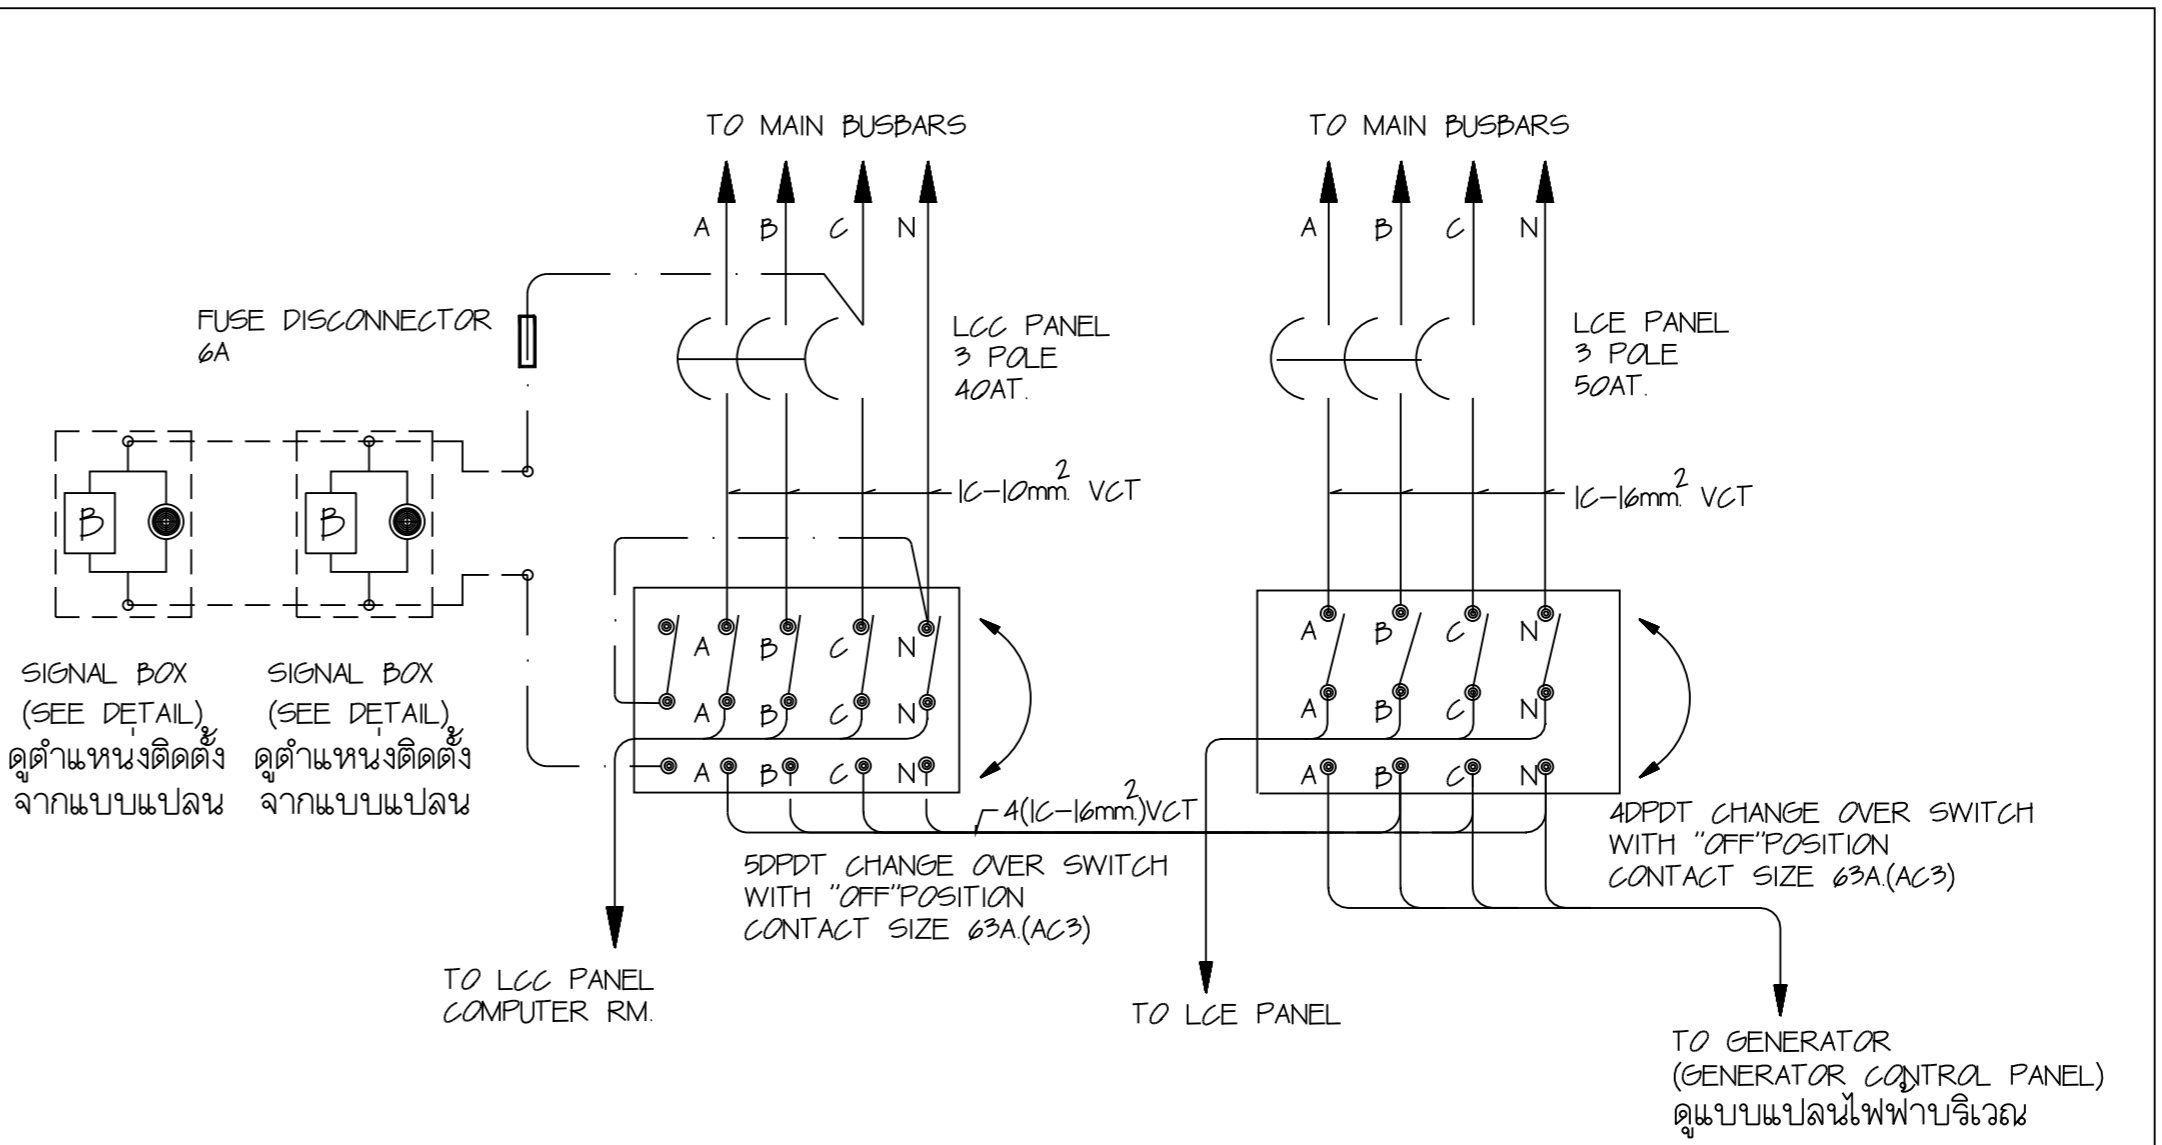 TO MAIN BUSBARS
TO MAIN BUSBARS
A B C N
A B C N
FUSE DISCONNECTOR
6A
LCC PANEL
3 POLE
40AT.
LCE PANEL
3 POLE
50AT.
1C-10mm.² VCT
1C-16mm.² VCT
B
B
A B C N
A B C N
A B C N
A B C N
A B C N
A B C N
SIGNAL BOX
(SEE DETAIL)
ดูตำแหน่งติดตั้ง
จากแบบแปลน
SIGNAL BOX
(SEE DETAIL)
ดูตำแหน่งติดตั้ง
จากแบบแปลน
4(1C-16mm.²)VCT
5DPDT CHANGE OVER SWITCH
WITH "OFF"POSITION
CONTACT SIZE 63A.(AC3)
4DPDT CHANGE OVER SWITCH
WITH "OFF"POSITION
CONTACT SIZE 63A.(AC3)
TO LCC PANEL
COMPUTER RM.
TO LCE PANEL
TO GENERATOR
(GENERATOR CONTROL PANEL)
ดูแบบแปลนไฟฟ้าบริเวณ